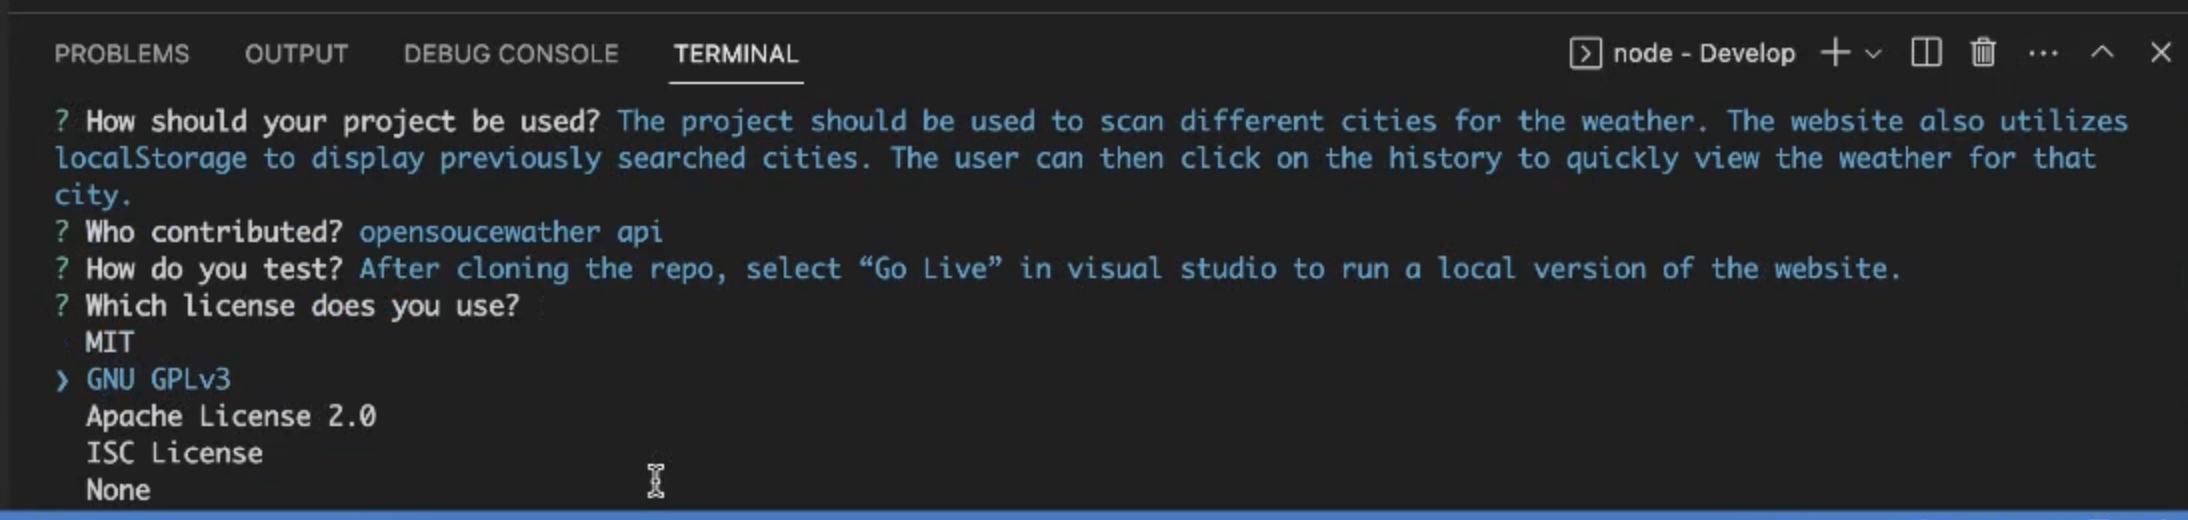 PROBLEMS OUTPUT DEBUG CONSOLE TERMINAL node - Develop
? How should your project be used? The project should be used to scan different cities for the weather. The website also utilizes
localStorage to display previously searched cities. The user can then click on the history to quickly view the weather for that
city.
? Who contributed? opensoucewather api
? How do you test? After cloning the repo, select “Go Live” in visual studio to run a local version of the website.
? Which license does you use?
MIT
❯ GNU GPLv3
Apache License 2.0
ISC License
None